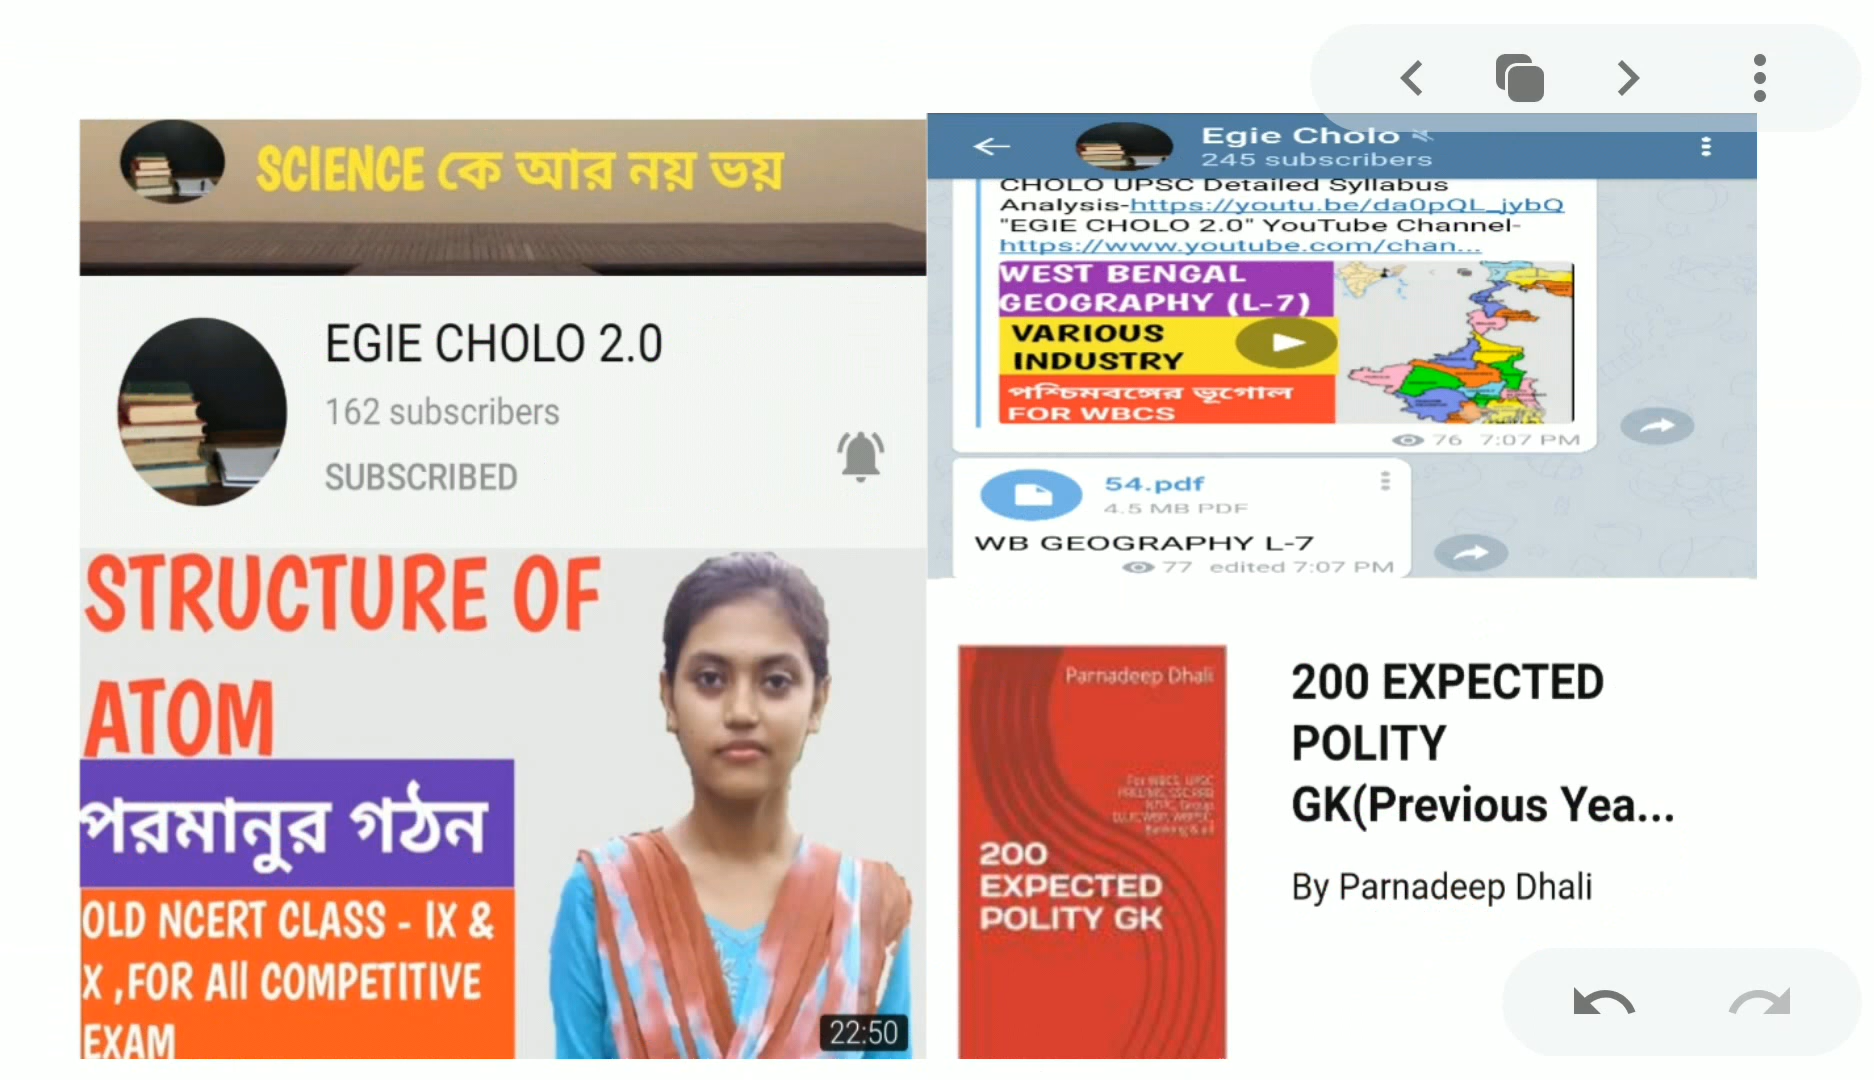 SCIENCE কে আর নয় ভয়
EGIE CHOLO 2.0
162 subscribers
SUBSCRIBED
STRUCTURE OF
ATOM
পরমানুর গঠন
OLD NCERT CLASS - IX &
X ,FOR All COMPETITIVE
EXAM
22:50
Egie Cholo
245 subscribers
CHOLO UPSC Detailed Syllabus
Analysis-https://youtu.be/da0pQL_jybQ
"EGIE CHOLO 2.0" YouTube Channel-
https://www.youtube.com/chan...
WEST BENGAL
GEOGRAPHY (L-7)
VARIOUS
INDUSTRY
পশ্চিমবঙ্গের ভূগোল
FOR WBCS
76 7:07 PM
54.pdf
4.5 MB PDF
WB GEOGRAPHY L-7
77 edited 7:07 PM
Parnadeep Dhali
For WBCS, UPSC
200
EXPECTED
POLITY GK
200 EXPECTED
POLITY
GK(Previous Yea...
By Parnadeep Dhali